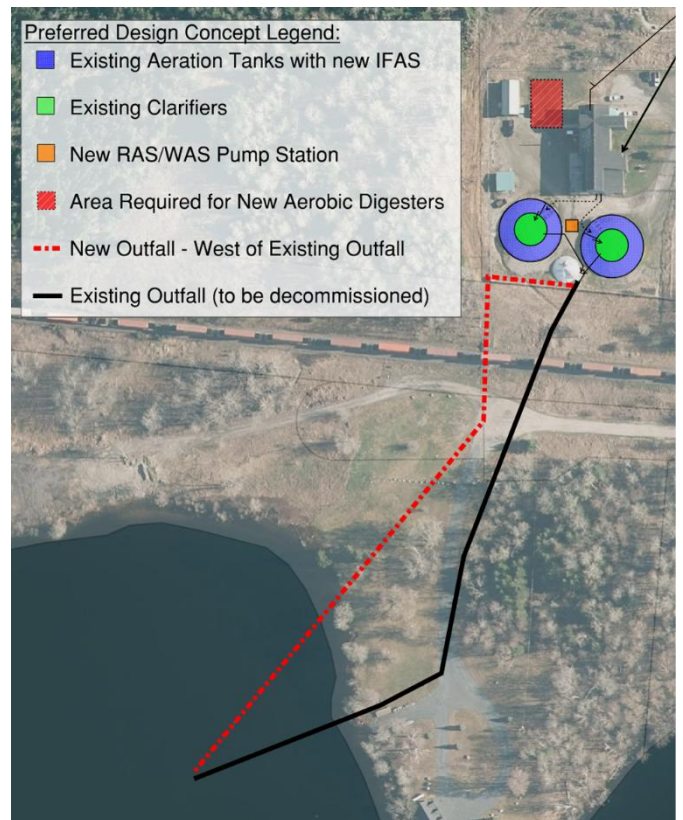 Preferred Design Concept Legend:
Existing Aeration Tanks with new IFAS
Existing Clarifiers
New RAS/WAS Pump Station
Area Required for New Aerobic Digesters
New Outfall - West of Existing Outfall
Existing Outfall (to be decommissioned)